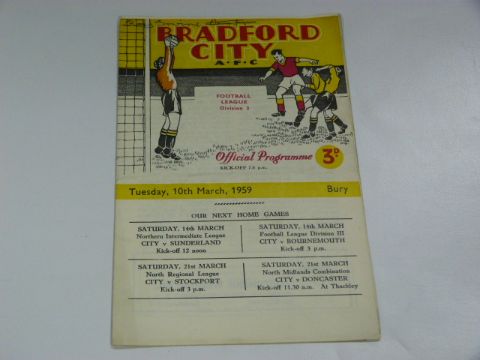 BRADFORD
CITY
A·F·C
FOOTBALL
LEAGUE
Division 3
Official Programme 3D.
KICK-OFF 7.0 p.m.
Tuesday, 10th March, 1959 Bury
OUR NEXT HOME GAMES
SATURDAY, 14th MARCH
Northern Intermediate League
CITY v SUNDERLAND
Kick-off 12 noon
SATURDAY, 14th MARCH
Football League Division III
CITY v BOURNEMOUTH
Kick-off 3 p.m.
SATURDAY, 21st MARCH
North Regional League
CITY v STOCKPORT
Kick-off 3 p.m.
SATURDAY, 21st MARCH
North Midlands Combination
CITY v DONCASTER
Kick-off 11.30 a.m. At Thackley